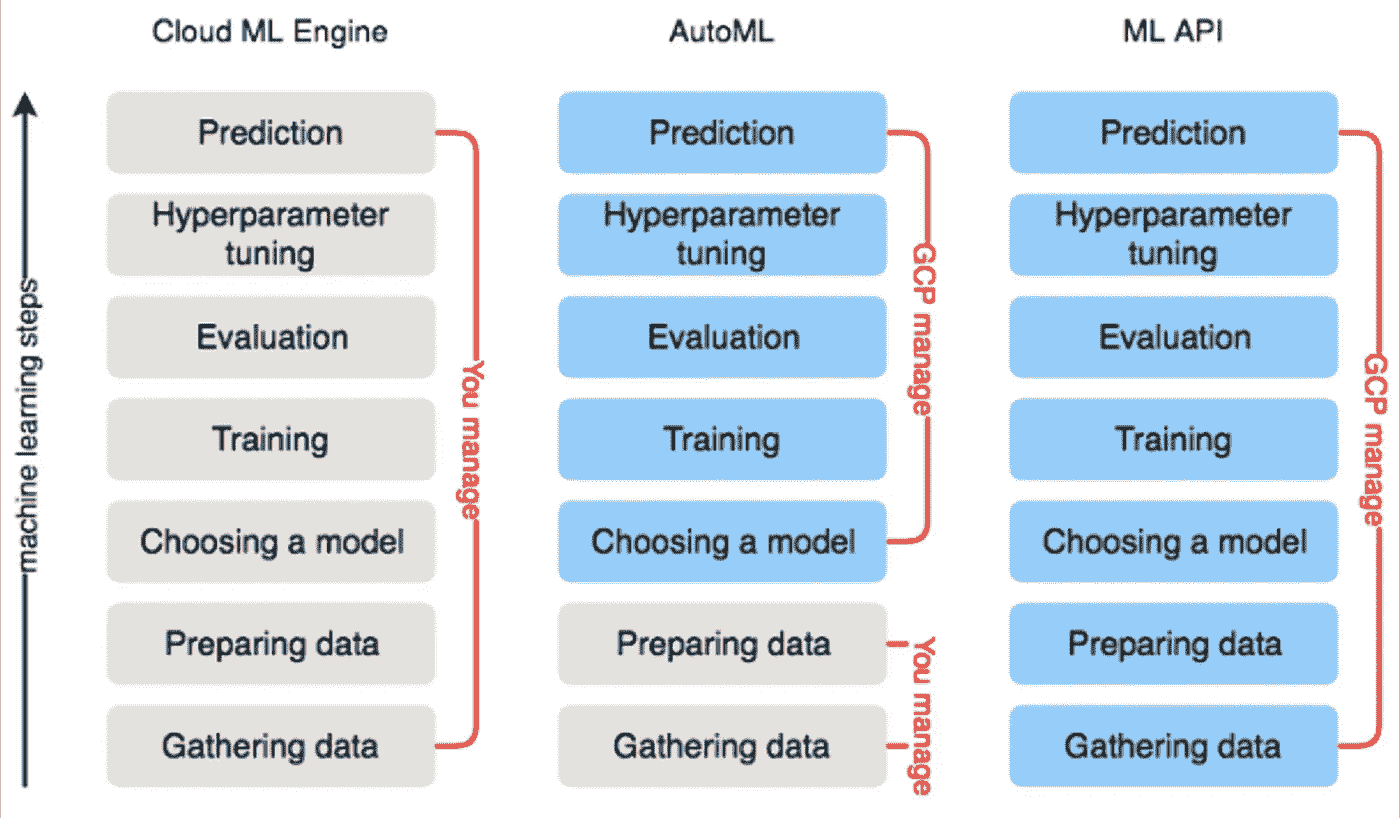 Cloud ML Engine
AutoML
ML API
machine learning steps
Prediction
Hyperparameter
tuning
Evaluation
Training
Choosing a model
Preparing data
Gathering data
You manage
Prediction
Hyperparameter
tuning
Evaluation
Training
Choosing a model
Preparing data
Gathering data
GCP manage
You manage
Prediction
Hyperparameter
tuning
Evaluation
Training
Choosing a model
Preparing data
Gathering data
GCP manage